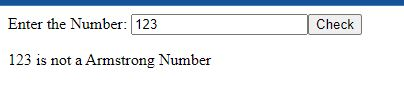 Enter the Number: 123 Check
123 is not a Armstrong Number